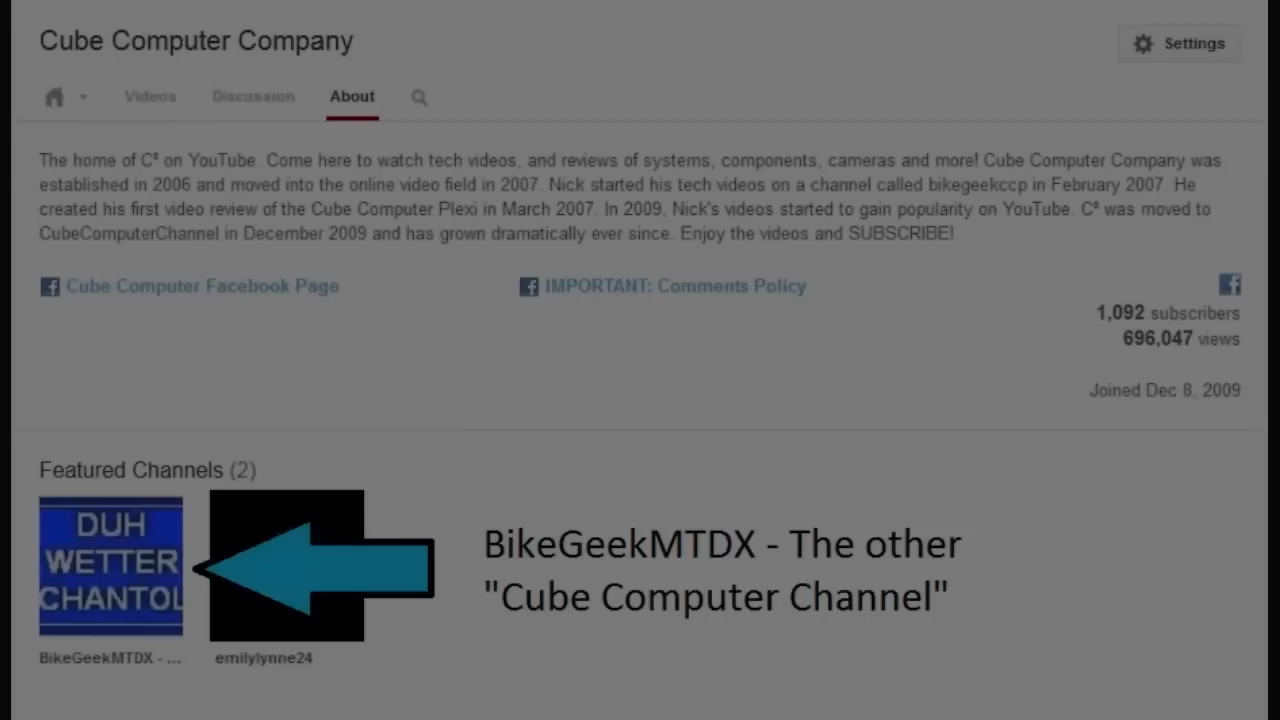 Cube Computer Company
Settings
Videos Discussion About
The home of C³ on YouTube. Come here to watch tech videos, and reviews of systems, components, cameras and more! Cube Computer Company was
established in 2006 and moved into the online video field in 2007. Nick started his tech videos on a channel called bikegeekccp in February 2007. He
created his first video review of the Cube Computer Plexi in March 2007. In 2009, Nick's videos started to gain popularity on YouTube. C³ was moved to
CubeComputerChannel in December 2009 and has grown dramatically ever since. Enjoy the videos and SUBSCRIBE!
Cube Computer Facebook Page
IMPORTANT: Comments Policy
1,092 subscribers
696,047 views
Joined Dec 8, 2009
Featured Channels (2)
DUH
WETTER
CHANTOL
BikeGeekMTDX - The other
"Cube Computer Channel"
BikeGeekMTDX - ...
emilylynne24